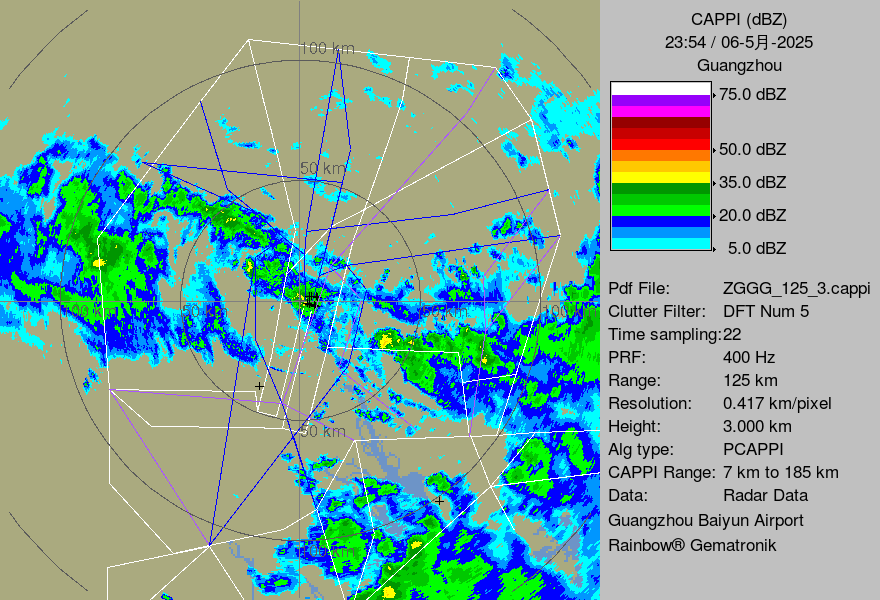 CAPPI (dBZ)
23:54 / 06-5月-2025
Guangzhou
75.0 dBZ
50.0 dBZ
35.0 dBZ
20.0 dBZ
5.0 dBZ
Pdf File: ZGGG_125_3.cappi
Clutter Filter: DFT Num 5
Time sampling:22
PRF: 400 Hz
Range: 125 km
Resolution: 0.417 km/pixel
Height: 3.000 km
Alg type: PCAPPI
CAPPI Range: 7 km to 185 km
Data: Radar Data
Guangzhou Baiyun Airport
Rainbow® Gematronik
100 km
50 km
100 km
50 km
50 km
100 km
50 km
100 km